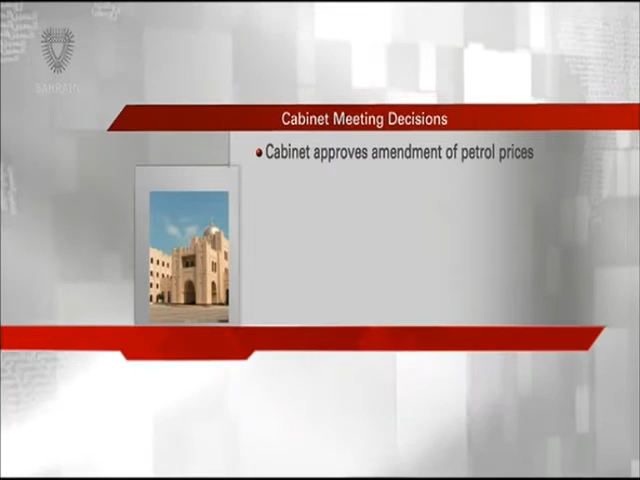 BAHRAIN
Cabinet Meeting Decisions
Cabinet approves amendment of petrol prices